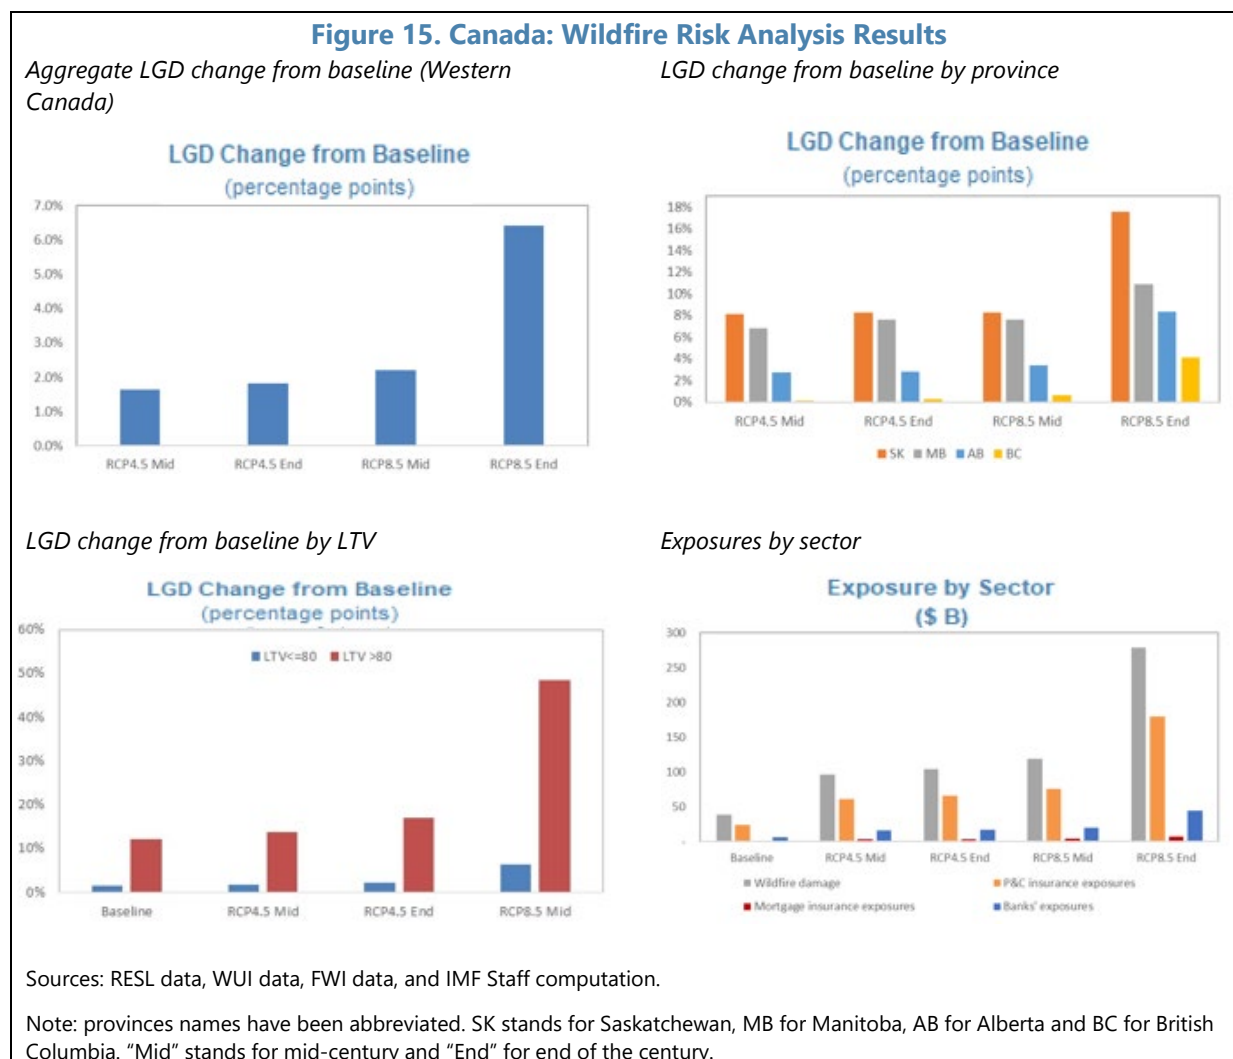 Figure 15. Canada: Wildfire Risk Analysis Results
Aggregate LGD change from baseline (Western
Canada)
LGD Change from Baseline
(percentage points)
7.0%
6.0%
5.0%
4.0%
3.0%
2.0%
1.0%
0.0%
RCP4.5 Mid RCP4.5 End RCP8.5 Mid RCP8.5 End
LGD change from baseline by province
LGD Change from Baseline
(percentage points)
18%
16%
14%
12%
10%
8%
6%
4%
2%
0%
RCP4.5 Mid RCP4.5 End RCP8.5 Mid RCP8.5 End
SK MB AB BC
LGD change from baseline by LTV
LGD Change from Baseline
(percentage points)
60%
LTV<=80 LTV >80
50%
40%
30%
20%
10%
0%
Baseline RCP4.5 Mid RCP4.5 End RCP8.5 Mid
Exposures by sector
Exposure by Sector
($ B)
300
250
200
150
100
50
-
Baseline RCP4.5 Mid RCP4.5 End RCP8.5 Mid RCP8.5 End
Wildfire damage P&C insurance exposures
Mortgage insurance exposures Banks' exposures
Sources: RESL data, WUI data, FWI data, and IMF Staff computation.
Note: provinces names have been abbreviated. SK stands for Saskatchewan, MB for Manitoba, AB for Alberta and BC for British
Columbia. “Mid” stands for mid-century and “End” for end of the century.